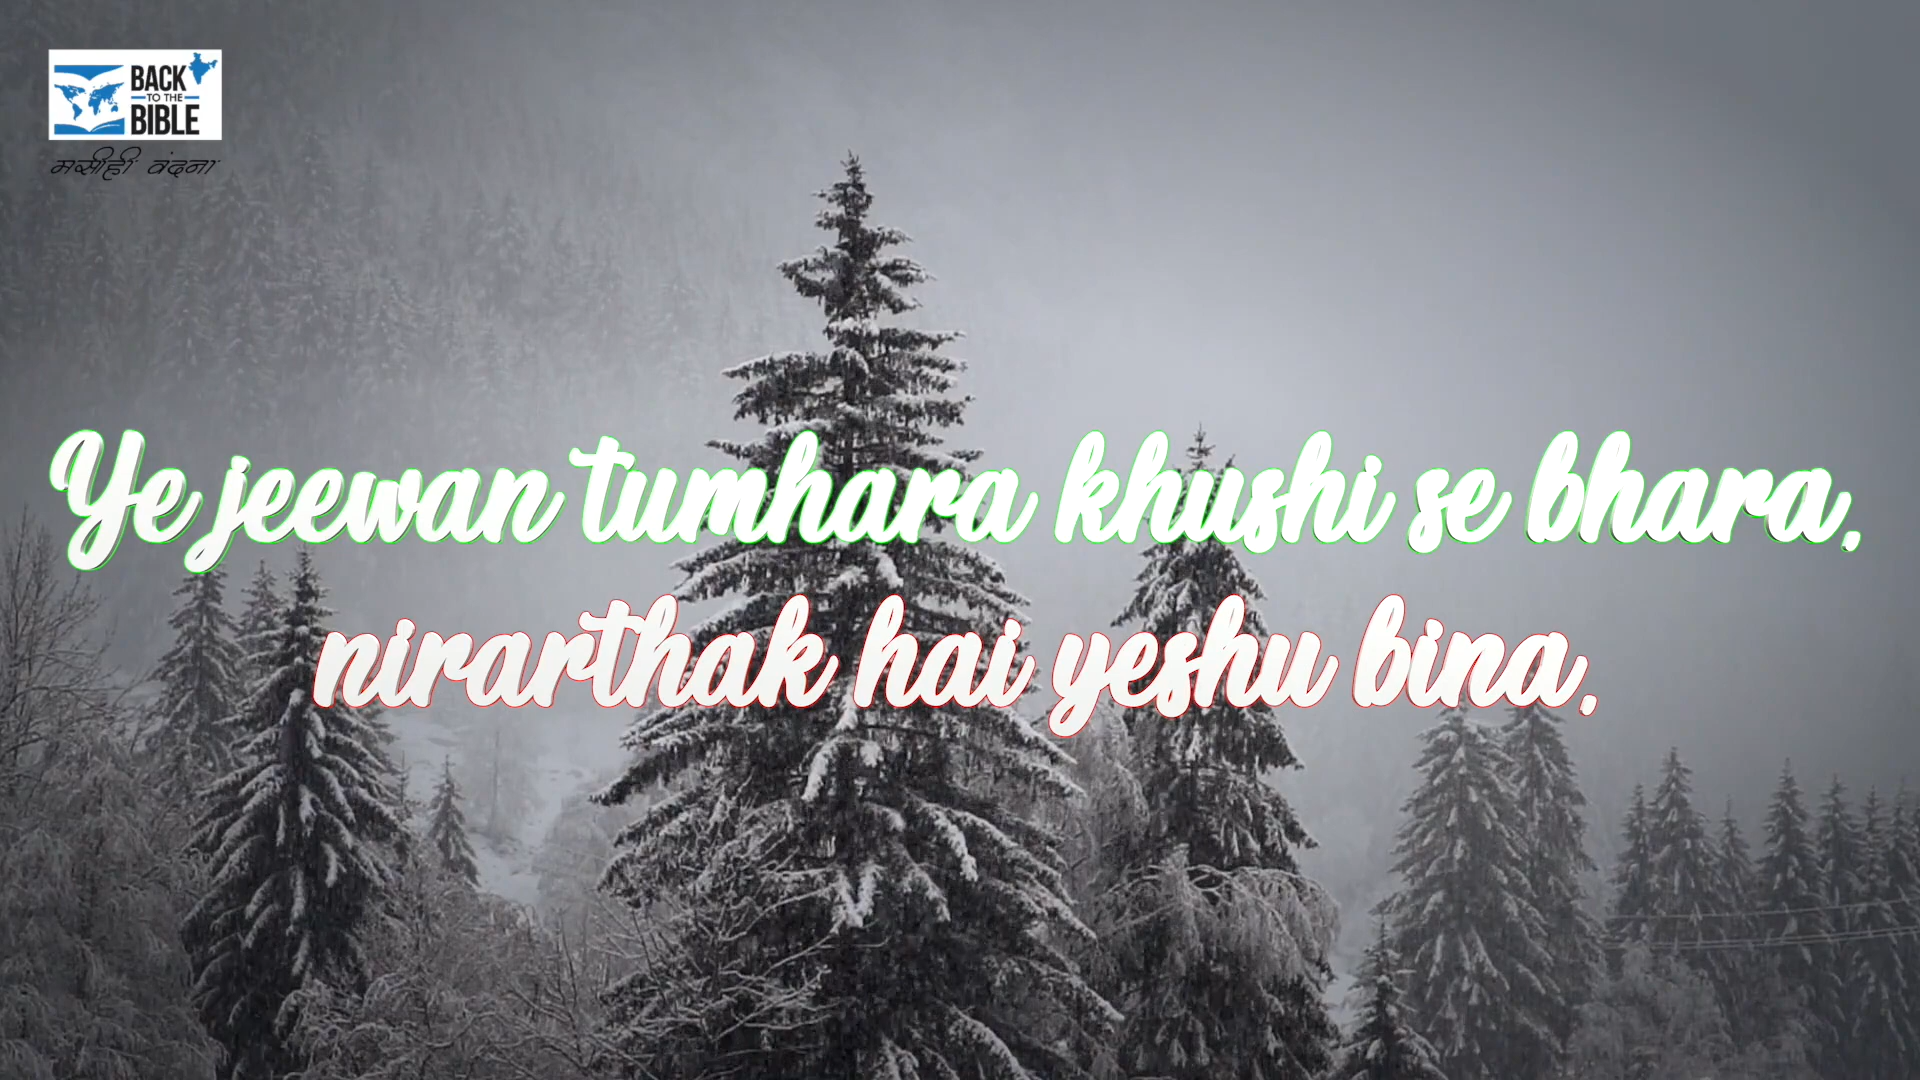 BACK
TO THE
BIBLE
मसीही वंदना
Ye jeewan tumhara khushi se bhara,
nirarthak hai yeshu bina,